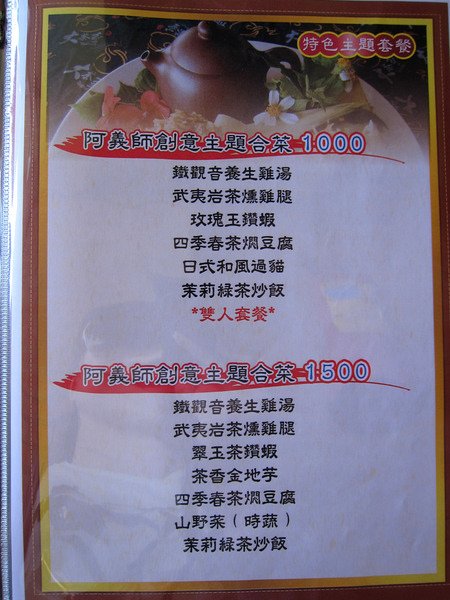 特色主題套餐
阿義師創意主題合菜 1000
鐵觀音養生雞湯
武夷岩茶燻雞腿
玫瑰玉鑽蝦
四季春茶燜豆腐
日式和風過貓
茉莉綠茶炒飯
*雙人套餐*
阿義師創意主題合菜 1500
鐵觀音養生雞湯
武夷岩茶燻雞腿
翠玉茶鑽蝦
茶香金地芋
四季春茶燜豆腐
山野菜(時蔬)
茉莉綠茶炒飯